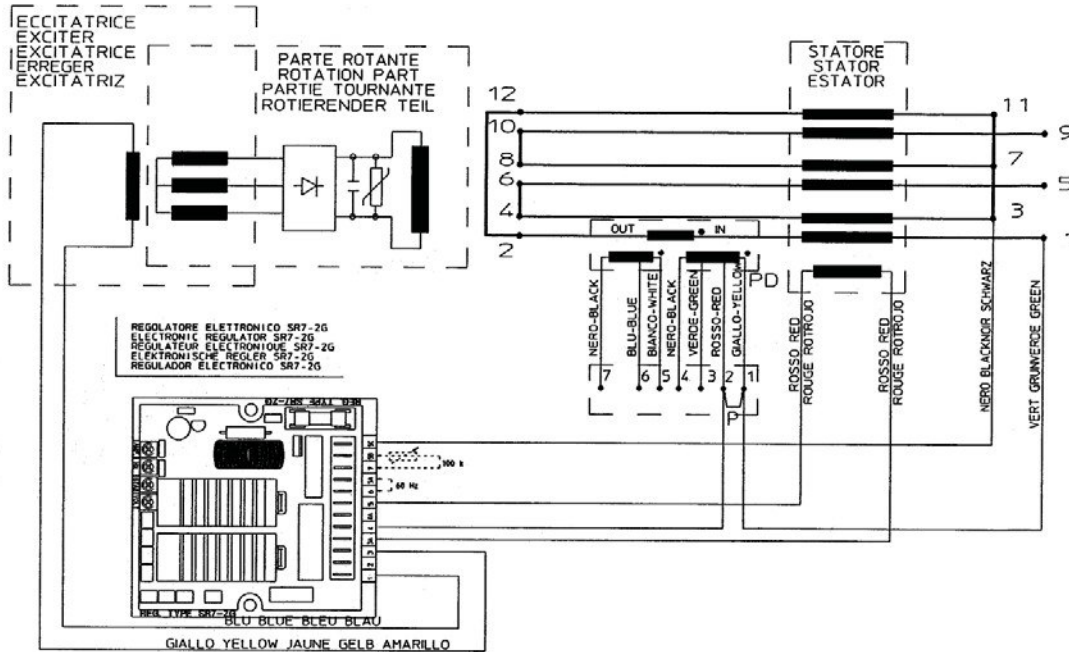 ECCITATRICE
EXCITER
EXCITATRICE
ERREGER
EXCITATRIZ
PARTE ROTANTE
ROTATION PART
PARTIE TOURNANTE
ROTIERENDER TEIL
STATORE
STATOR
ESTATOR
12
11
10
9
8
7
6
5
4
3
2
OUT
IN
PD
NERO-BLACK
BLU-BLUE
BIANCO-WHITE
NERO-BLACK
VERDE-GREEN
ROSSO-RED
GIALLO-YELLOW
7
6
5
4
3
2
1
P
ROSSO RED
ROUGE ROTROJO
ROSSO RED
ROUGE ROTROJO
NERO BLACKNOIR SCHWARZ
VERT GRUNVERDE GREEN
REGOLATORE ELETTRONICO SR7-2G
ELECTRONIC REGULATOR SR7-2G
REGULATEUR ELECTRONIQUE SR7-2G
ELEKTRONISCHE REGLER SR7-2G
REGULADOR ELECTRONICO SR7-2G
REG TYPE SR7-2G
100 k
60 Hz
REG. TYPE SR7-2G
BLU BLUE BLEU BLAU
GIALLO YELLOW JAUNE GELB AMARILLO